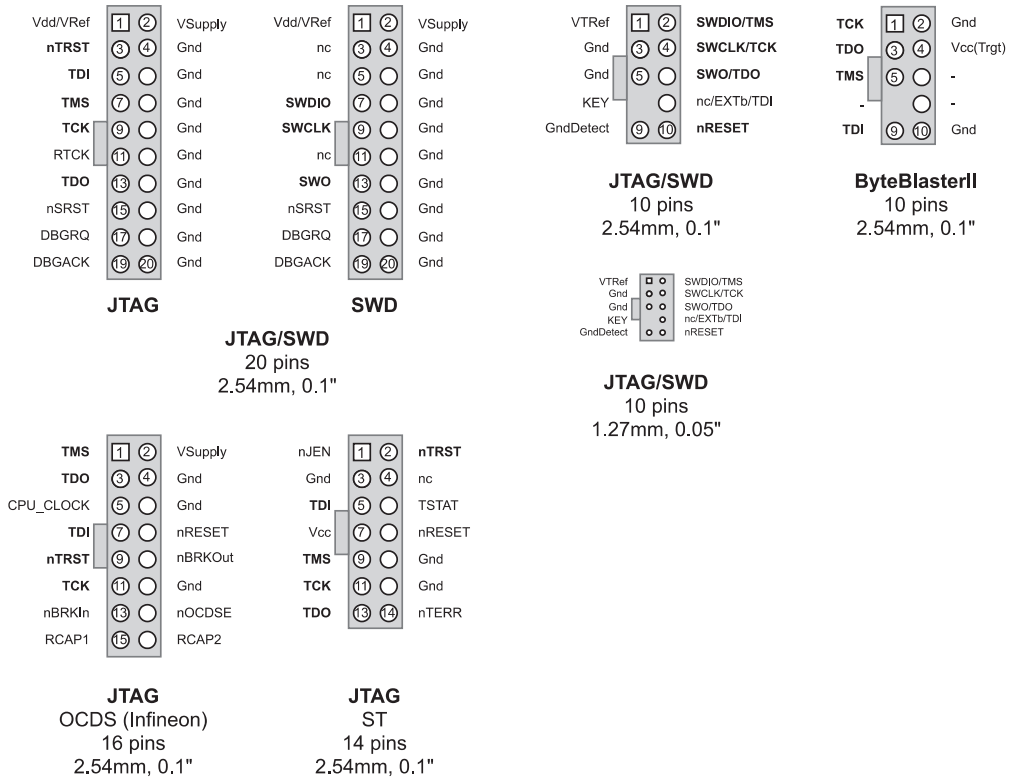 Vdd/VRef 1 2 VSupply
nTRST 3 4 Gnd
TDI 5 Gnd
TMS 7 Gnd
TCK 9 Gnd
RTCK 11 Gnd
TDO 13 Gnd
nSRST 15 Gnd
DBGRQ 17 Gnd
DBGACK 19 20 Gnd
JTAG
Vdd/VRef 1 2 VSupply
nc 3 4 Gnd
nc 5 Gnd
SWDIO 7 Gnd
SWCLK 9 Gnd
nc 11 Gnd
SWO 13 Gnd
nSRST 15 Gnd
DBGRQ 17 Gnd
DBGACK 19 20 Gnd
SWD
JTAG/SWD
20 pins
2.54mm, 0.1"
VTRef 1 2 SWDIO/TMS
Gnd 3 4 SWCLK/TCK
Gnd 5 SWO/TDO
KEY nc/EXTb/TDI
GndDetect 9 10 nRESET
JTAG/SWD
10 pins
2.54mm, 0.1"
TCK 1 2 Gnd
TDO 3 4 Vcc(Trgt)
TMS 5 -
- -
TDI 9 10 Gnd
ByteBlasterII
10 pins
2.54mm, 0.1"
VTRef SWDIO/TMS
Gnd SWCLK/TCK
Gnd SWO/TDO
KEY nc/EXTb/TDI
GndDetect nRESET
JTAG/SWD
10 pins
1.27mm, 0.05"
TMS 1 2 VSupply
TDO 3 4 Gnd
CPU_CLOCK 5 Gnd
TDI 7 nRESET
nTRST 9 nBRKOut
TCK 11 Gnd
nBRKIn 13 nOCDSE
RCAP1 15 RCAP2
JTAG
OCDS (Infineon)
16 pins
2.54mm, 0.1"
nJEN 1 2 nTRST
Gnd 3 4 nc
TDI 5 TSTAT
Vcc 7 nRESET
TMS 9 Gnd
TCK 11 Gnd
TDO 13 14 nTERR
JTAG
ST
14 pins
2.54mm, 0.1"